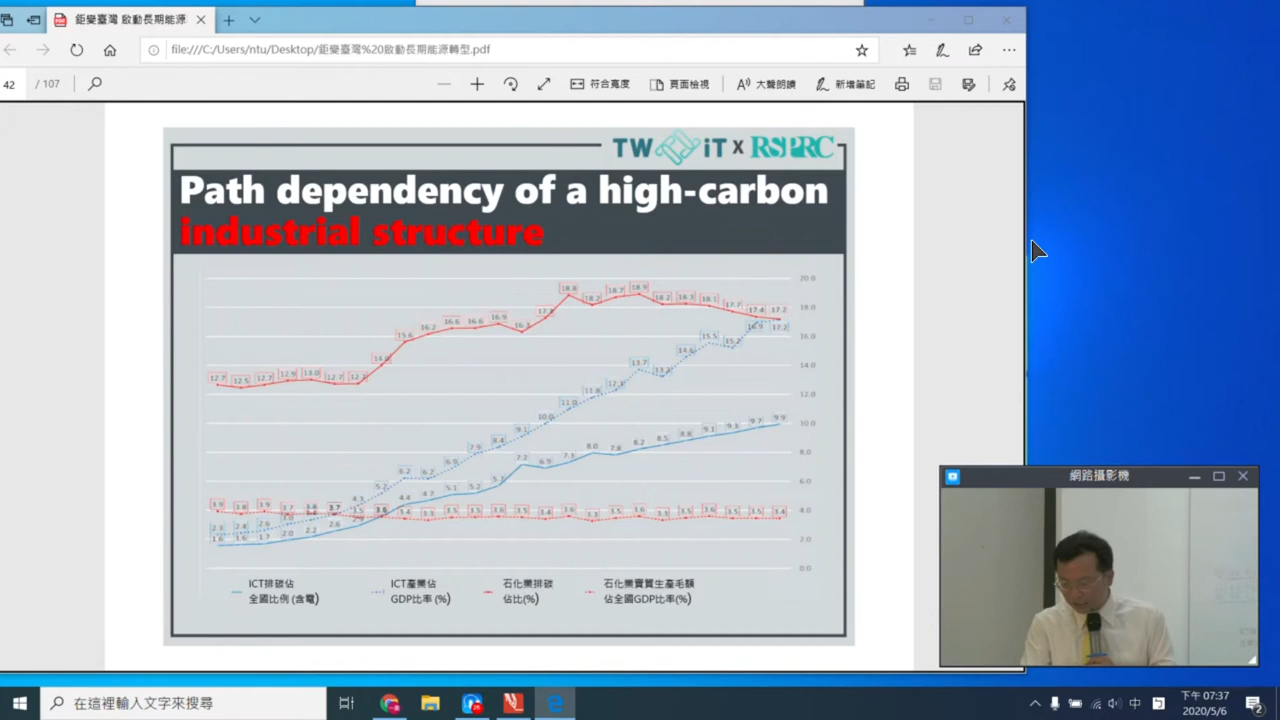 鉅變臺灣 啟動長期能源
file:///C:/Users/ntu/Desktop/鉅變臺灣%20啟動長期能源轉型.pdf
42 / 107
符合寬度
頁面檢視
大聲朗讀
新增筆記
TW iT x RSPRC
Path dependency of a high-carbon
industrial structure
20.0
18.0
16.0
14.0
12.0
10.0
8.0
6.0
4.0
2.0
0.0
12.7 12.5 12.7 12.9 13.0 12.7 12.7 14.0 15.6 16.2 16.6 16.6 16.9 16.3 17.3 18.8 18.2 18.7 18.9 18.2 18.3 18.1 17.7 17.4 17.2
2.3 2.4 2.6 4.3 5.2 6.2 6.2 6.9 7.9 8.4 9.1 10.0 11.0 11.8 12.3 13.7 13.2 14.6 15.5 15.2 16.9 17.2
1.6 1.6 1.7 2.0 2.2 2.6 4.4 4.7 5.1 5.2 5.7 7.2 6.9 7.3 8.0 7.8 8.2 8.5 8.8 9.1 9.3 9.7 9.9
3.9 3.8 3.9 3.7 3.6 3.4 3.3 3.5 3.5 3.6 3.5 3.4 3.6 3.3 3.5 3.6 3.3 3.5 3.6 3.5 3.5 3.4
ICT排碳佔
全國比例 (含電)
ICT產業佔
GDP比率 (%)
石化業排碳
佔比(%)
石化業實質生產毛額
佔全國GDP比率(%)
網路攝影機
在這裡輸入文字來搜尋
中
下午 07:37
2020/5/6
2